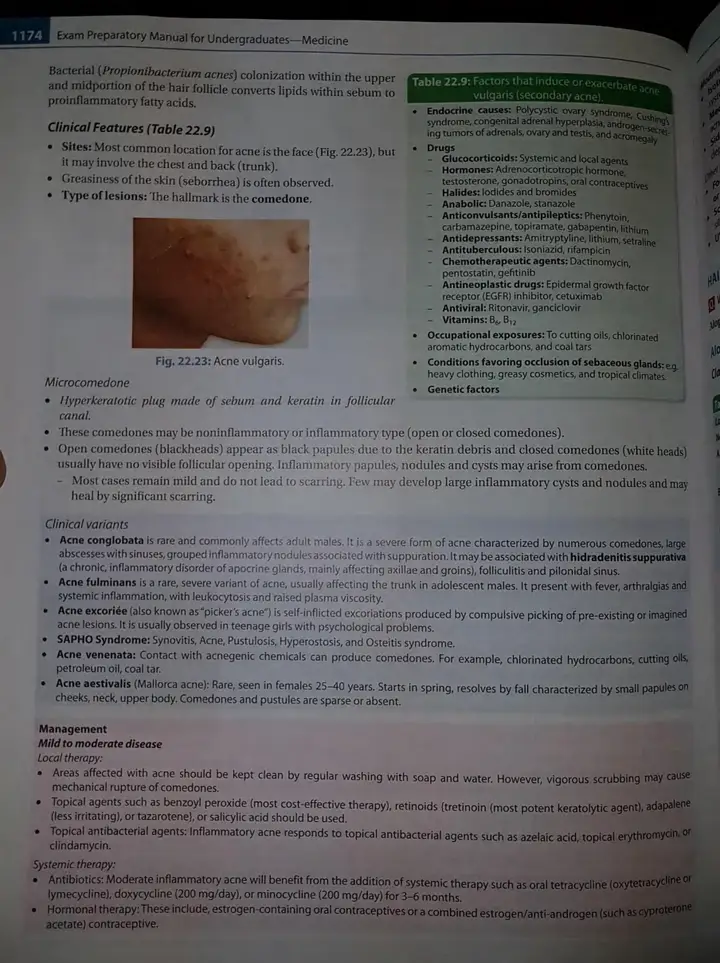 1174 Exam Preparatory Manual for Undergraduates—Medicine
Bacterial (Propionibacterium acnes) colonization within the upper
and midportion of the hair follicle converts lipids within sebum to
proinflammatory fatty acids.
Clinical Features (Table 22.9)
• Sites: Most common location for acne is the face (Fig. 22.23), but
it may involve the chest and back (trunk).
• Greasiness of the skin (seborrhea) is often observed.
• Type of lesions: The hallmark is the comedone.
Fig. 22.23: Acne vulgaris.
Table 22.9: Factors that induce or exacerbate acne
vulgaris (secondary acne).
• Endocrine causes: Polycystic ovary syndrome, Cushing's
syndrome, congenital adrenal hyperplasia, androgen-secret-
ing tumors of adrenals, ovary and testis, and acromegaly
• Drugs
– Glucocorticoids: Systemic and local agents
– Hormones: Adrenocorticotropic hormone,
testosterone, gonadotropins, oral contraceptives
– Halides: Iodides and bromides
– Anabolic: Danazole, stanazole
– Anticonvulsants/antipileptics: Phenytoin,
carbamazepine, topiramate, gabapentin, lithium
– Antidepressants: Amitryptyline, lithium, setraline
– Antituberculous: Isoniazid, rifampicin
– Chemotherapeutic agents: Dactinomycin,
pentostatin, gefitinib
– Antineoplastic drugs: Epidermal growth factor
receptor (EGFR) inhibitor, cetuximab
– Antiviral: Ritonavir, ganciclovir
– Vitamins: B6, B12
• Occupational exposures: To cutting oils, chlorinated
aromatic hydrocarbons, and coal tars
• Conditions favoring occlusion of sebaceous glands: e.g.
heavy clothing, greasy cosmetics, and tropical climates.
• Genetic factors
Microcomedone
• Hyperkeratotic plug made of sebum and keratin in follicular
canal.
• These comedones may be noninflammatory or inflammatory type (open or closed comedones).
• Open comedones (blackheads) appear as black papules due to the keratin debris and closed comedones (white heads)
usually have no visible follicular opening. Inflammatory papules, nodules and cysts may arise from comedones.
– Most cases remain mild and do not lead to scarring. Few may develop large inflammatory cysts and nodules and may
heal by significant scarring.
Clinical variants
• Acne conglobata is rare and commonly affects adult males. It is a severe form of acne characterized by numerous comedones, large
abscesses with sinuses, grouped inflammatory nodules associated with suppuration. It may be associated with hidradenitis suppurativa
(a chronic, inflammatory disorder of apocrine glands, mainly affecting axillae and groins), folliculitis and pilonidal sinus.
• Acne fulminans is a rare, severe variant of acne, usually affecting the trunk in adolescent males. It present with fever, arthralgias and
systemic inflammation, with leukocytosis and raised plasma viscosity.
• Acne excoriée (also known as "picker's acne") is self-inflicted excoriations produced by compulsive picking of pre-existing or imagined
acne lesions. It is usually observed in teenage girls with psychological problems.
• SAPHO Syndrome: Synovitis, Acne, Pustulosis, Hyperostosis, and Osteitis syndrome.
• Acne venenata: Contact with acnegenic chemicals can produce comedones. For example, chlorinated hydrocarbons, cutting oils,
petroleum oil, coal tar.
• Acne aestivalis (Mallorca acne): Rare, seen in females 25–40 years. Starts in spring, resolves by fall characterized by small papules on
cheeks, neck, upper body. Comedones and pustules are sparse or absent.
Management
Mild to moderate disease
Local therapy:
• Areas affected with acne should be kept clean by regular washing with soap and water. However, vigorous scrubbing may cause
mechanical rupture of comedones.
• Topical agents such as benzoyl peroxide (most cost-effective therapy), retinoids [tretinoin (most potent keratolytic agent), adapalene
(less irritating), or tazarotene], or salicylic acid should be used.
• Topical antibacterial agents: Inflammatory acne responds to topical antibacterial agents such as azelaic acid, topical erythromycin, or
clindamycin.
Systemic therapy:
• Antibiotics: Moderate inflammatory acne will benefit from the addition of systemic therapy such as oral tetracycline (oxytetracycline or
lymecycline), doxycycline (200 mg/day), or minocycline (200 mg/day) for 3–6 months.
• Hormonal therapy: These include, estrogen-containing oral contraceptives or a combined estrogen/anti-androgen (such as cyproterone
acetate) contraceptive.